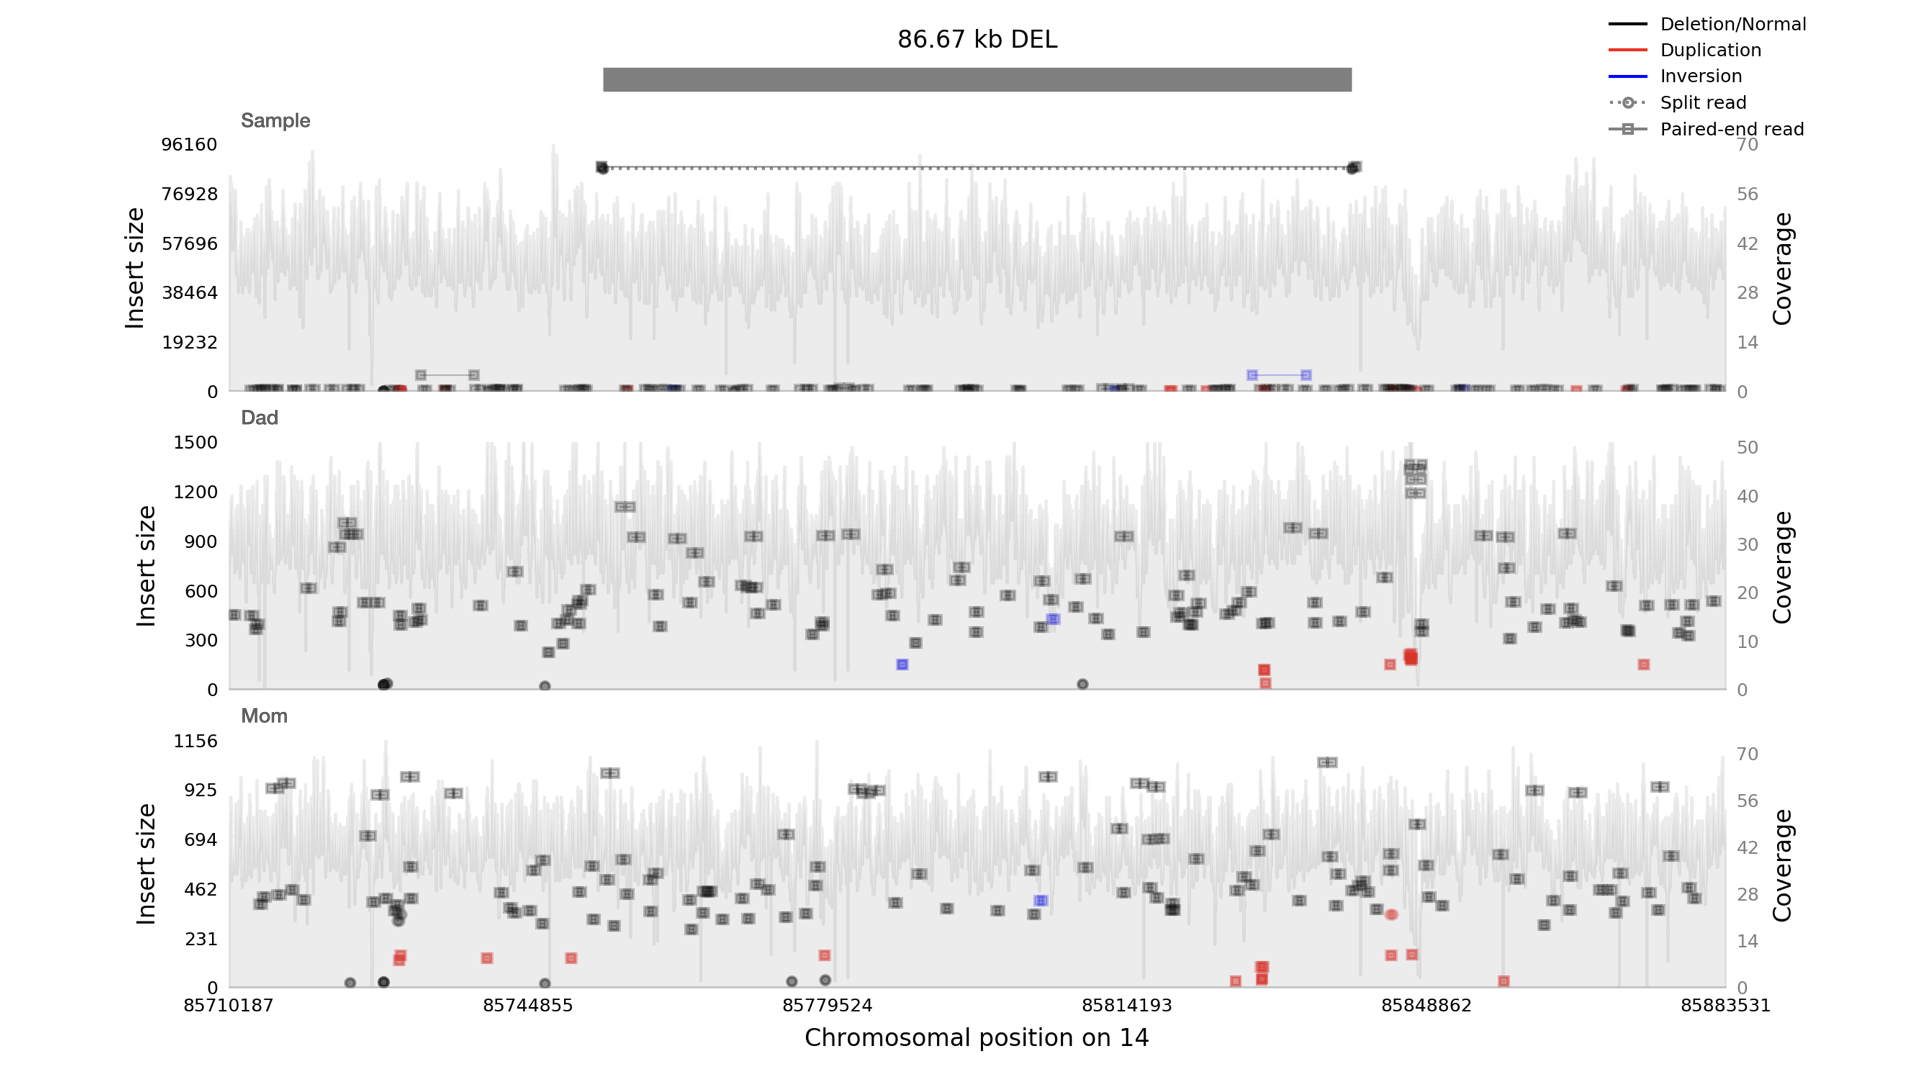 86.67 kb DEL
Deletion/Normal
Duplication
Inversion
Split read
Paired-end read
Sample
96160
76928
57696
38464
19232
0
Insert size
70
56
42
28
14
0
Coverage
Dad
1500
1200
900
600
300
0
Insert size
50
40
30
20
10
0
Coverage
Mom
1156
925
694
462
231
0
Insert size
70
56
42
28
14
0
Coverage
85710187 85744855 85779524 85814193 85848862 85883531
Chromosomal position on 14